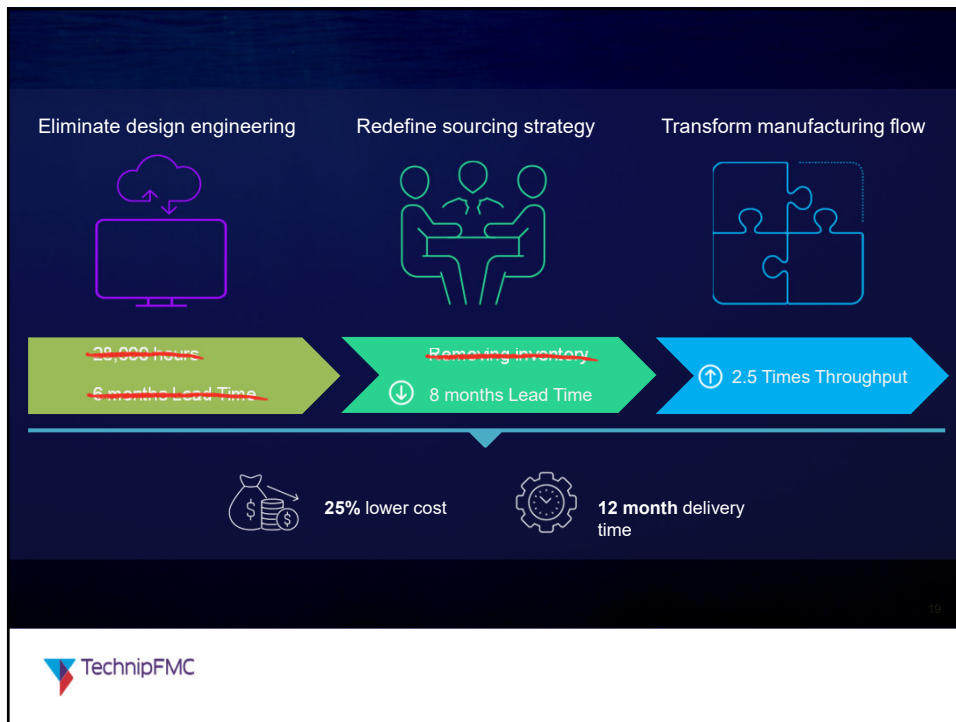 Eliminate design engineering
Redefine sourcing strategy
Transform manufacturing flow
28,000 hours
6 months Lead Time
Removing inventory
8 months Lead Time
2.5 Times Throughput
$
$
$
25% lower cost
12 month delivery
time
19
TechnipFMC